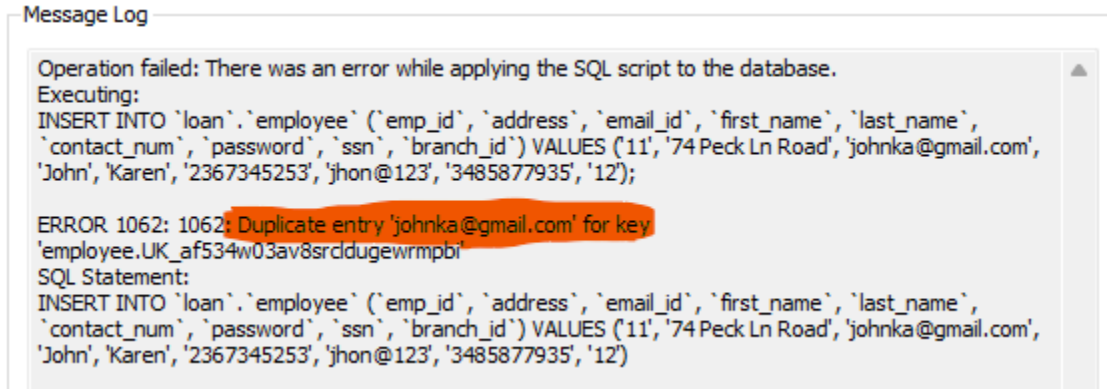 Message Log
Operation failed: There was an error while applying the SQL script to the database.
Executing:
INSERT INTO `loan`.`employee` (`emp_id`, `address`, `email_id`, `first_name`, `last_name`,
`contact_num`, `password`, `ssn`, `branch_id`) VALUES ('11', '74 Peck Ln Road', 'johnka@gmail.com',
'John', 'Karen', '2367345253', 'jhon@123', '3485877935', '12');
ERROR 1062: 1062: Duplicate entry 'johnka@gmail.com' for key
'employee.UK_af534w03av8srcldugewrmpbi'
SQL Statement:
INSERT INTO `loan`.`employee` (`emp_id`, `address`, `email_id`, `first_name`, `last_name`,
`contact_num`, `password`, `ssn`, `branch_id`) VALUES ('11', '74 Peck Ln Road', 'johnka@gmail.com',
'John', 'Karen', '2367345253', 'jhon@123', '3485877935', '12')